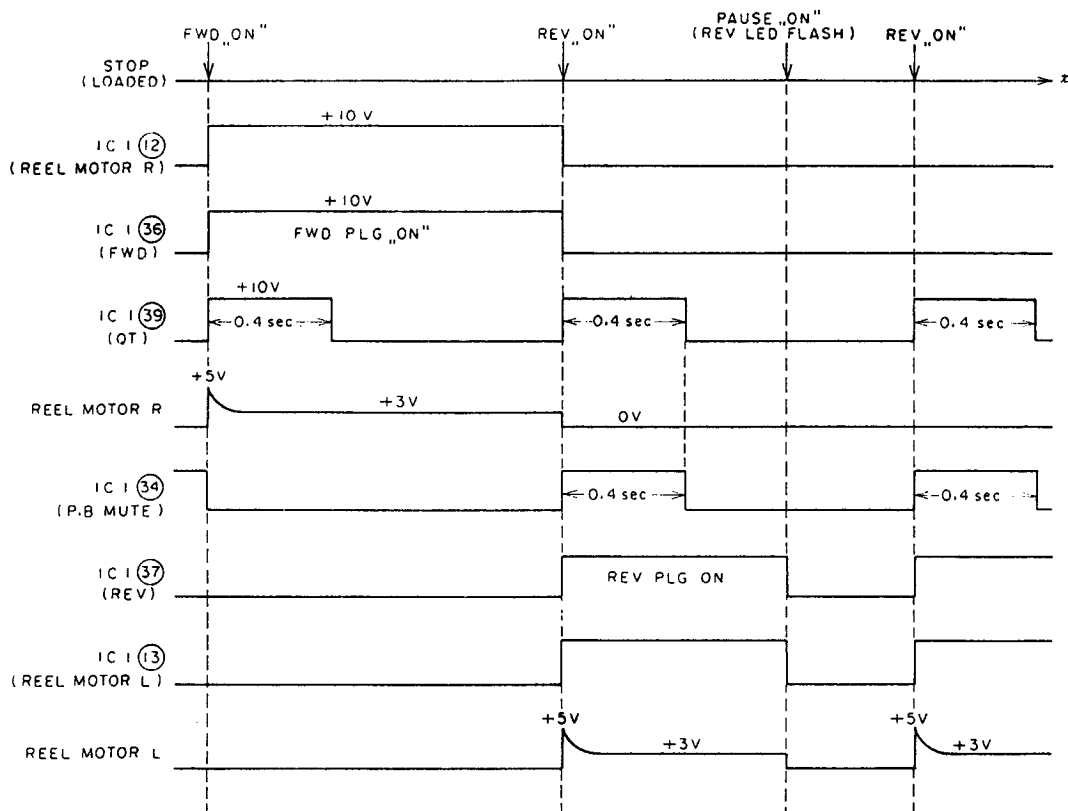 FWD „ON"
REV „ON"
PAUSE „ON"
(REV LED FLASH)
REV „ON"
STOP
(LOADED)
t
+10V
IC 1 ⑫
(REEL MOTOR R)
+10V
IC 1 ㊱
(FWD)
FWD PLG „ON"
+10V
IC 1 ㊴
(QT)
0.4 sec
0.4 sec
0.4 sec
+5V
REEL MOTOR R
+3V
0V
IC 1 ㉞
(P.B MUTE)
0.4 sec
0.4 sec
IC 1 ㊲
(REV)
REV PLG ON
IC 1 ⑬
(REEL MOTOR L)
+5V
+5V
REEL MOTOR L
+3V
+3V